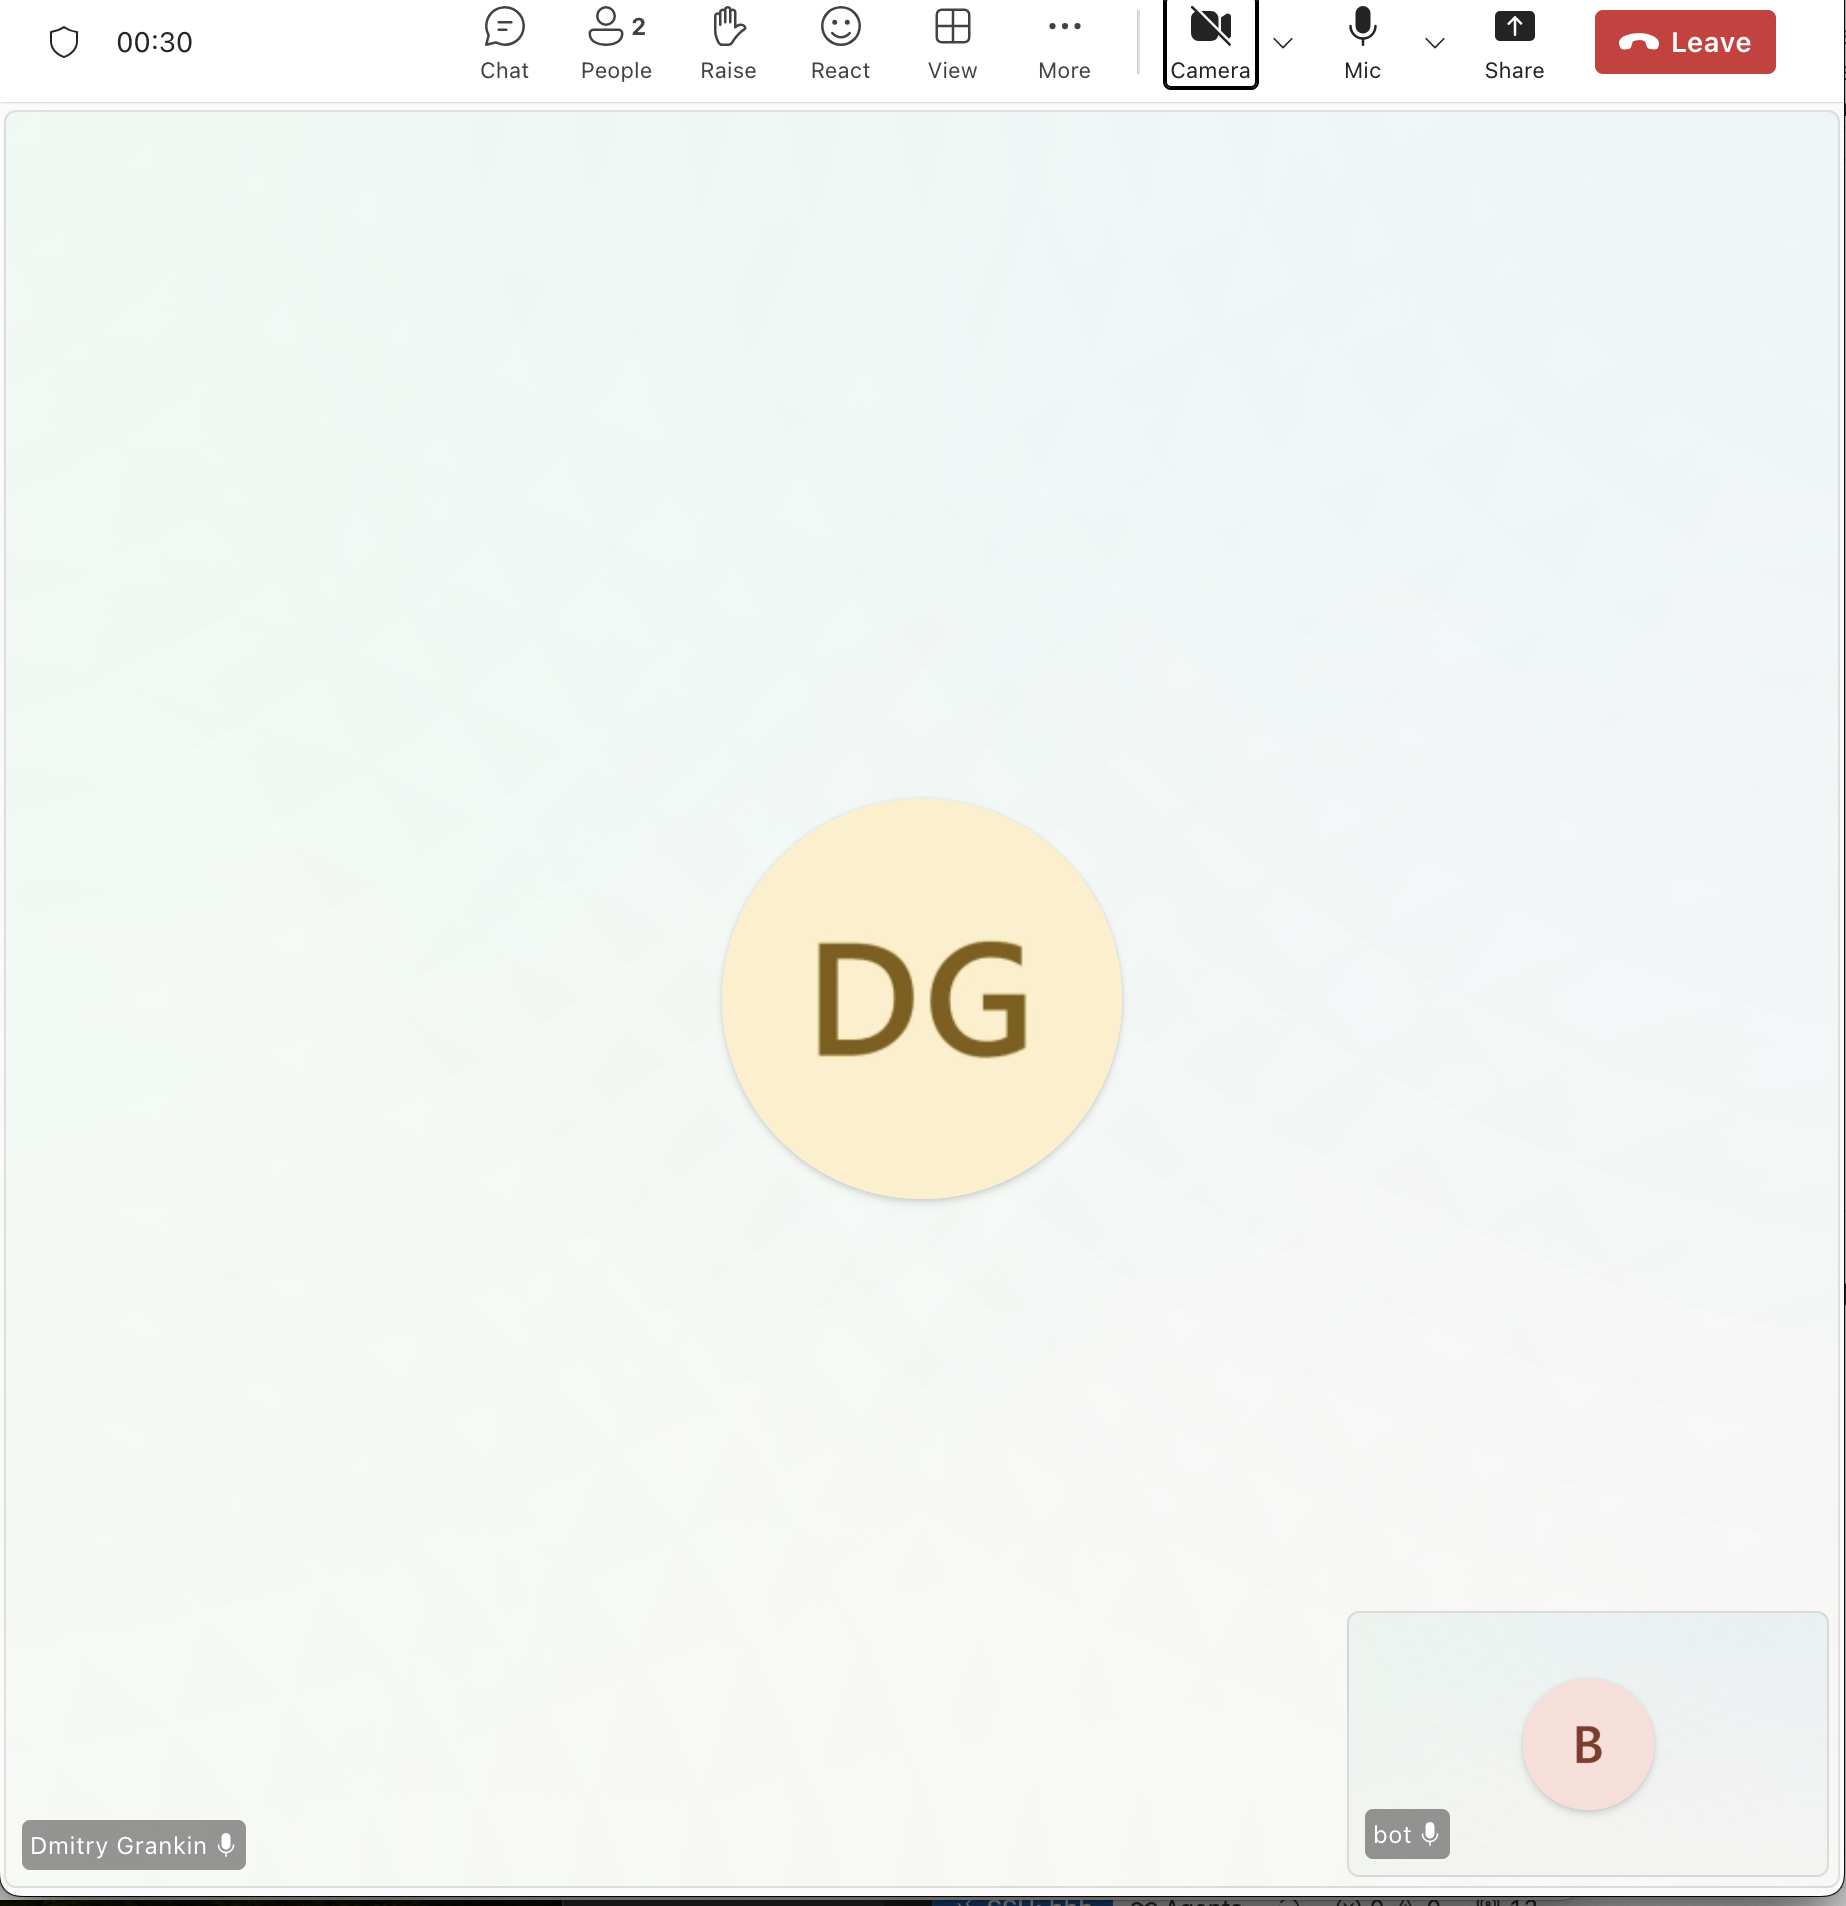 00:30
Chat
People 2
Raise
React
View
More
Camera
Mic
Share
Leave
DG
B
Dmitry Grankin
bot